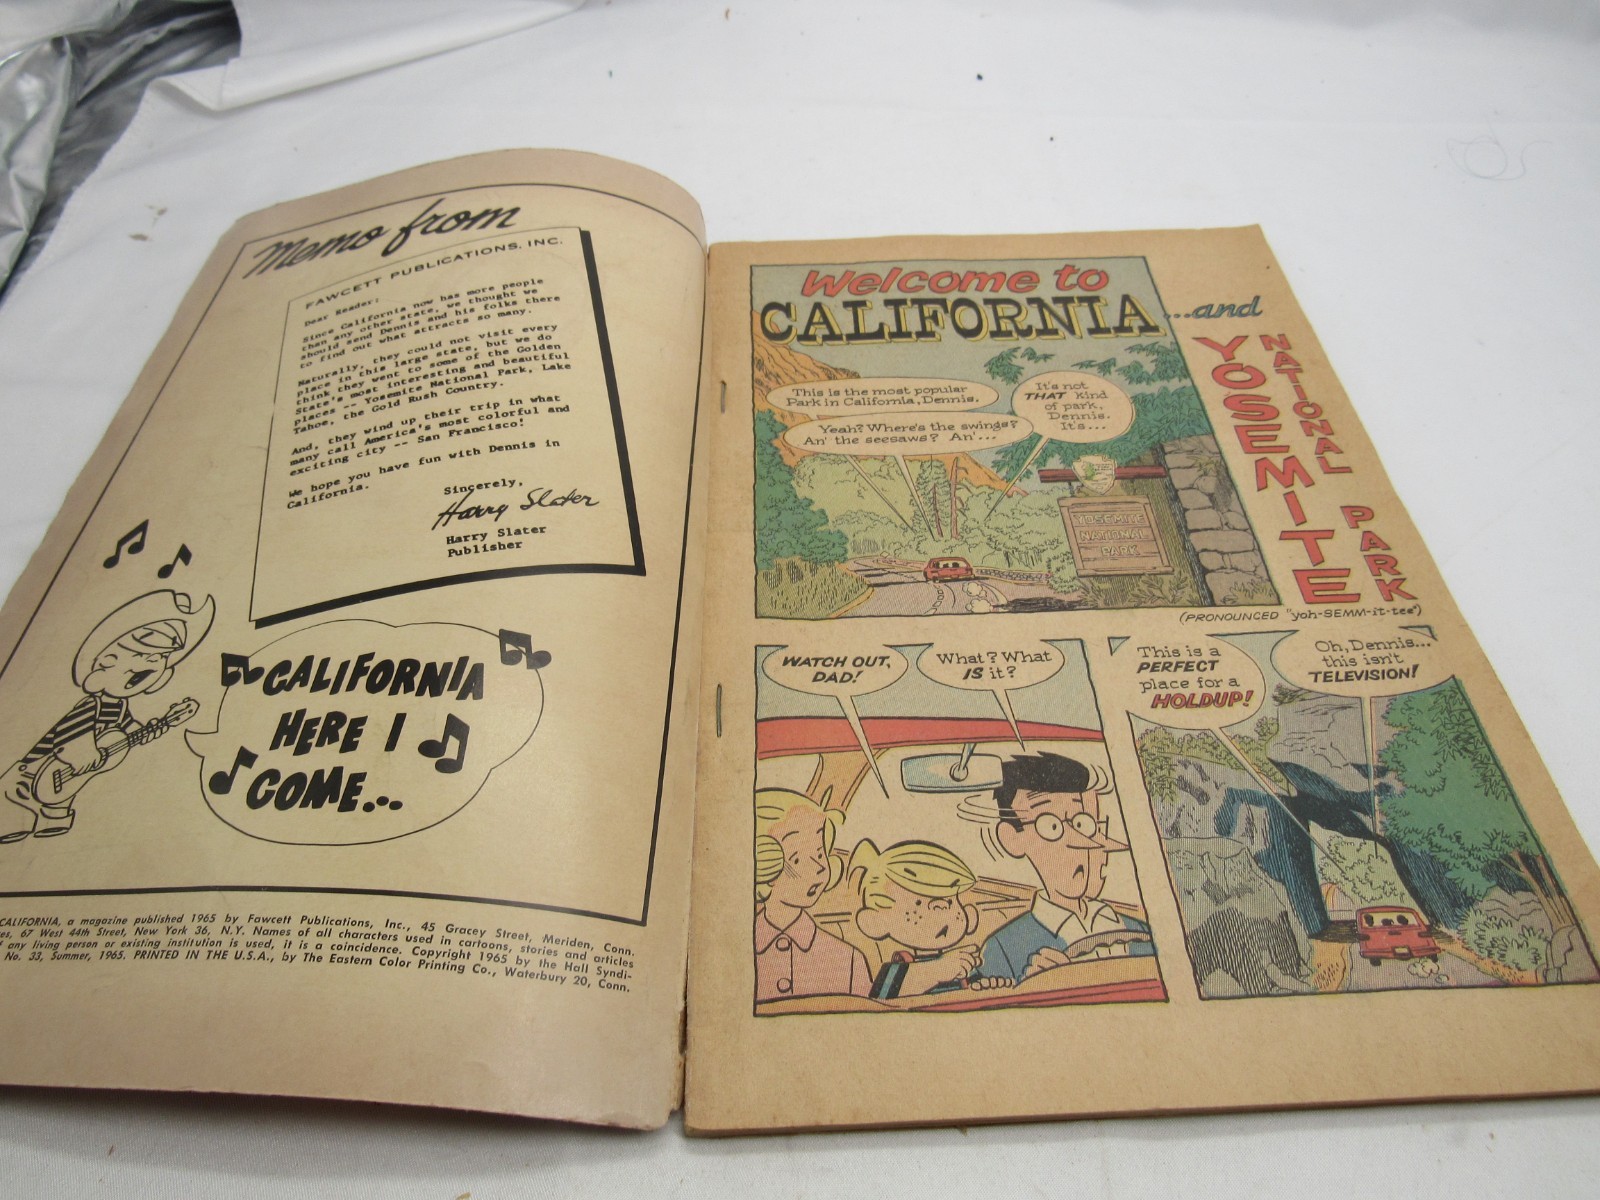 Memo from
FAWCETT PUBLICATIONS, INC.
Dear Reader:
Since California now has more people
than any other state, we thought we
should send Dennis and his folks there
to find out what attracts so many.
Naturally, they could not visit every
place in this large state, but we do
think they went to some of the Golden
State's most interesting and beautiful
places -- Yosemite National Park, Lake
Tahoe, the Gold Rush Country.
And, they wind up their trip in what
many call America's most colorful and
exciting city -- San Francisco!
We hope you have fun with Dennis in
California.
Sincerely,
Harry Slater
Harry Slater
Publisher
CALIFORNIA
HERE I
COME...
CALIFORNIA, a magazine published 1965 by Fawcett Publications, Inc., 45 Gracey Street, Meriden, Conn.
67 West 44th Street, New York 36, N.Y. Names of all characters used in cartoons, stories and articles
any living person or existing institution is used, it is a coincidence. Copyright 1965 by the Hall Syndi-
No. 33, Summer, 1965. PRINTED IN THE U.S.A., by The Eastern Color Printing Co., Waterbury 20, Conn.
Welcome to
CALIFORNIA
...and
YOSEMITE
NATIONAL
PARK
This is the most popular
Park in California, Dennis.
Yeah? Where's the swings?
An' the seesaws? An'...
It's not
THAT kind
of park,
Dennis.
It's...
YOSEMITE
NATIONAL
PARK
(PRONOUNCED "yoh-SEMM-it-tee")
WATCH OUT,
DAD!
What? What
IS it?
This is a
PERFECT
place for a
HOLDUP!
Oh, Dennis...
this isn't
TELEVISION!